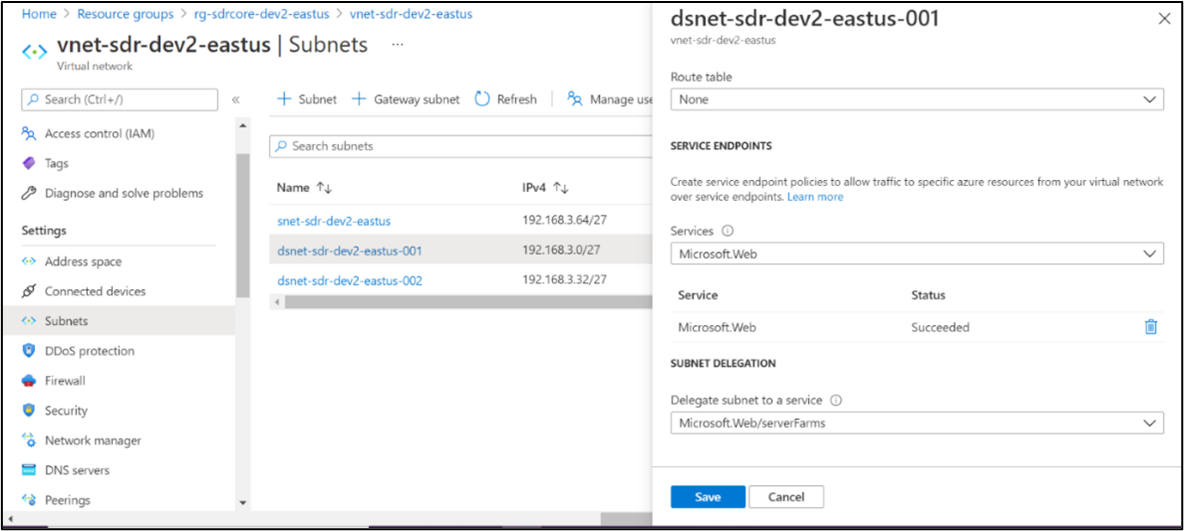 Home > Resource groups > rg-sdrcore-dev2-eastus > vnet-sdr-dev2-eastus
vnet-sdr-dev2-eastus | Subnets ...
Virtual network
Search (Ctrl+/)
«
Access control (IAM)
Tags
Diagnose and solve problems
Settings
Address space
Connected devices
Subnets
DDoS protection
Firewall
Security
Network manager
DNS servers
Peerings
+ Subnet + Gateway subnet Refresh Manage use
Search subnets
Name ↑↓ IPv4 ↑↓
snet-sdr-dev2-eastus 192.168.3.64/27
dsnet-sdr-dev2-eastus-001 192.168.3.0/27
dsnet-sdr-dev2-eastus-002 192.168.3.32/27
dsnet-sdr-dev2-eastus-001
vnet-sdr-dev2-eastus
Route table
None
SERVICE ENDPOINTS
Create service endpoint policies to allow traffic to specific azure resources from your virtual network
over service endpoints. Learn more
Services
Microsoft.Web
Service Status
Microsoft.Web Succeeded
SUBNET DELEGATION
Delegate subnet to a service
Microsoft.Web/serverFarms
Save Cancel